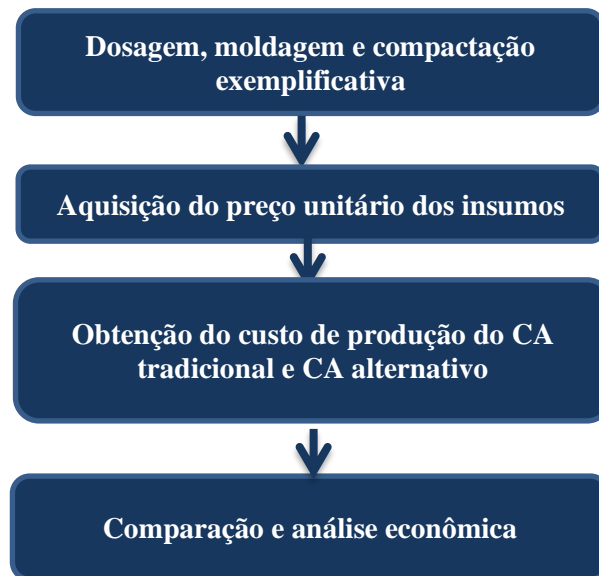 Dosagem, moldagem e compactação
exemplificativa
Aquisição do preço unitário dos insumos
Obtenção do custo de produção do CA
tradicional e CA alternativo
Comparação e análise econômica